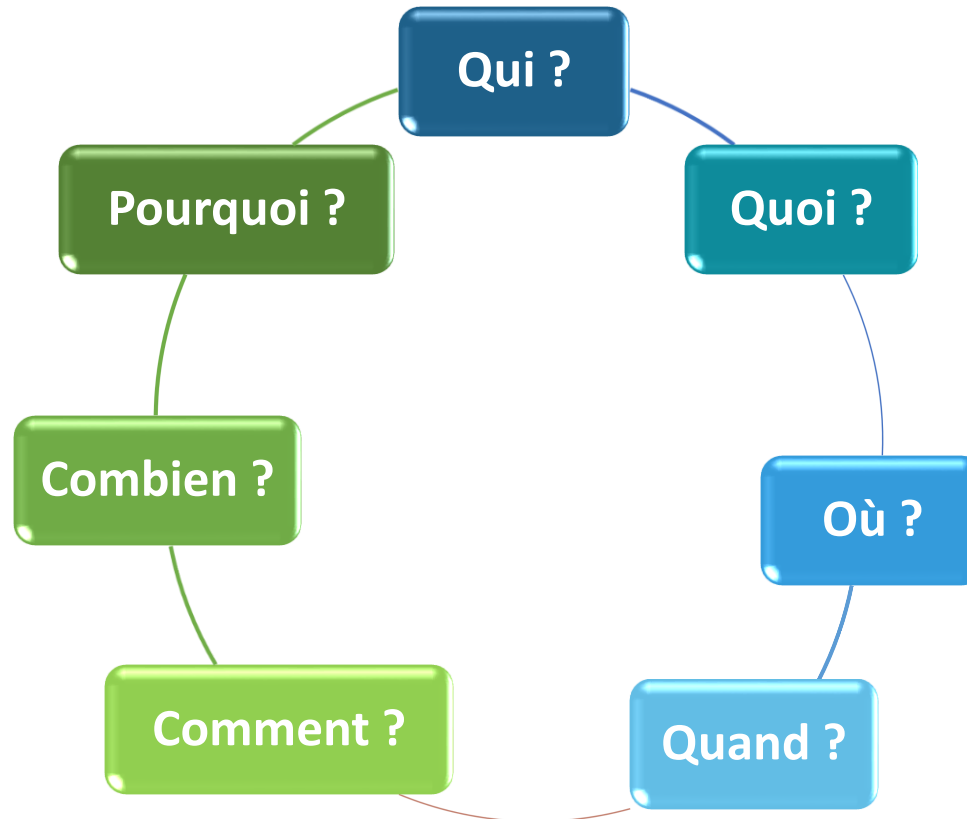 Qui ?
Quoi ?
Où ?
Quand ?
Comment ?
Combien ?
Pourquoi ?